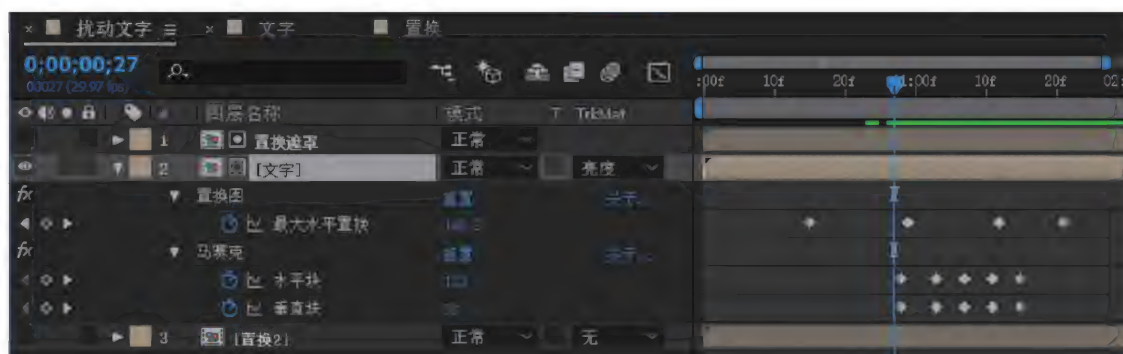 × 扰动文字 ≡ × 文字 置换
0;00;00;27
00027 (29.97 fps)
:00f 10f 20f 1:00f 10f 20f 02:
图层名称 模式 T TrkMat
1 置换遮罩 正常
2 [文字] 正常 亮度
fx 置换图 重置 关于...
最大水平置换
fx 马赛克 重置 关于...
水平块
垂直块
3 [置换2] 正常 无